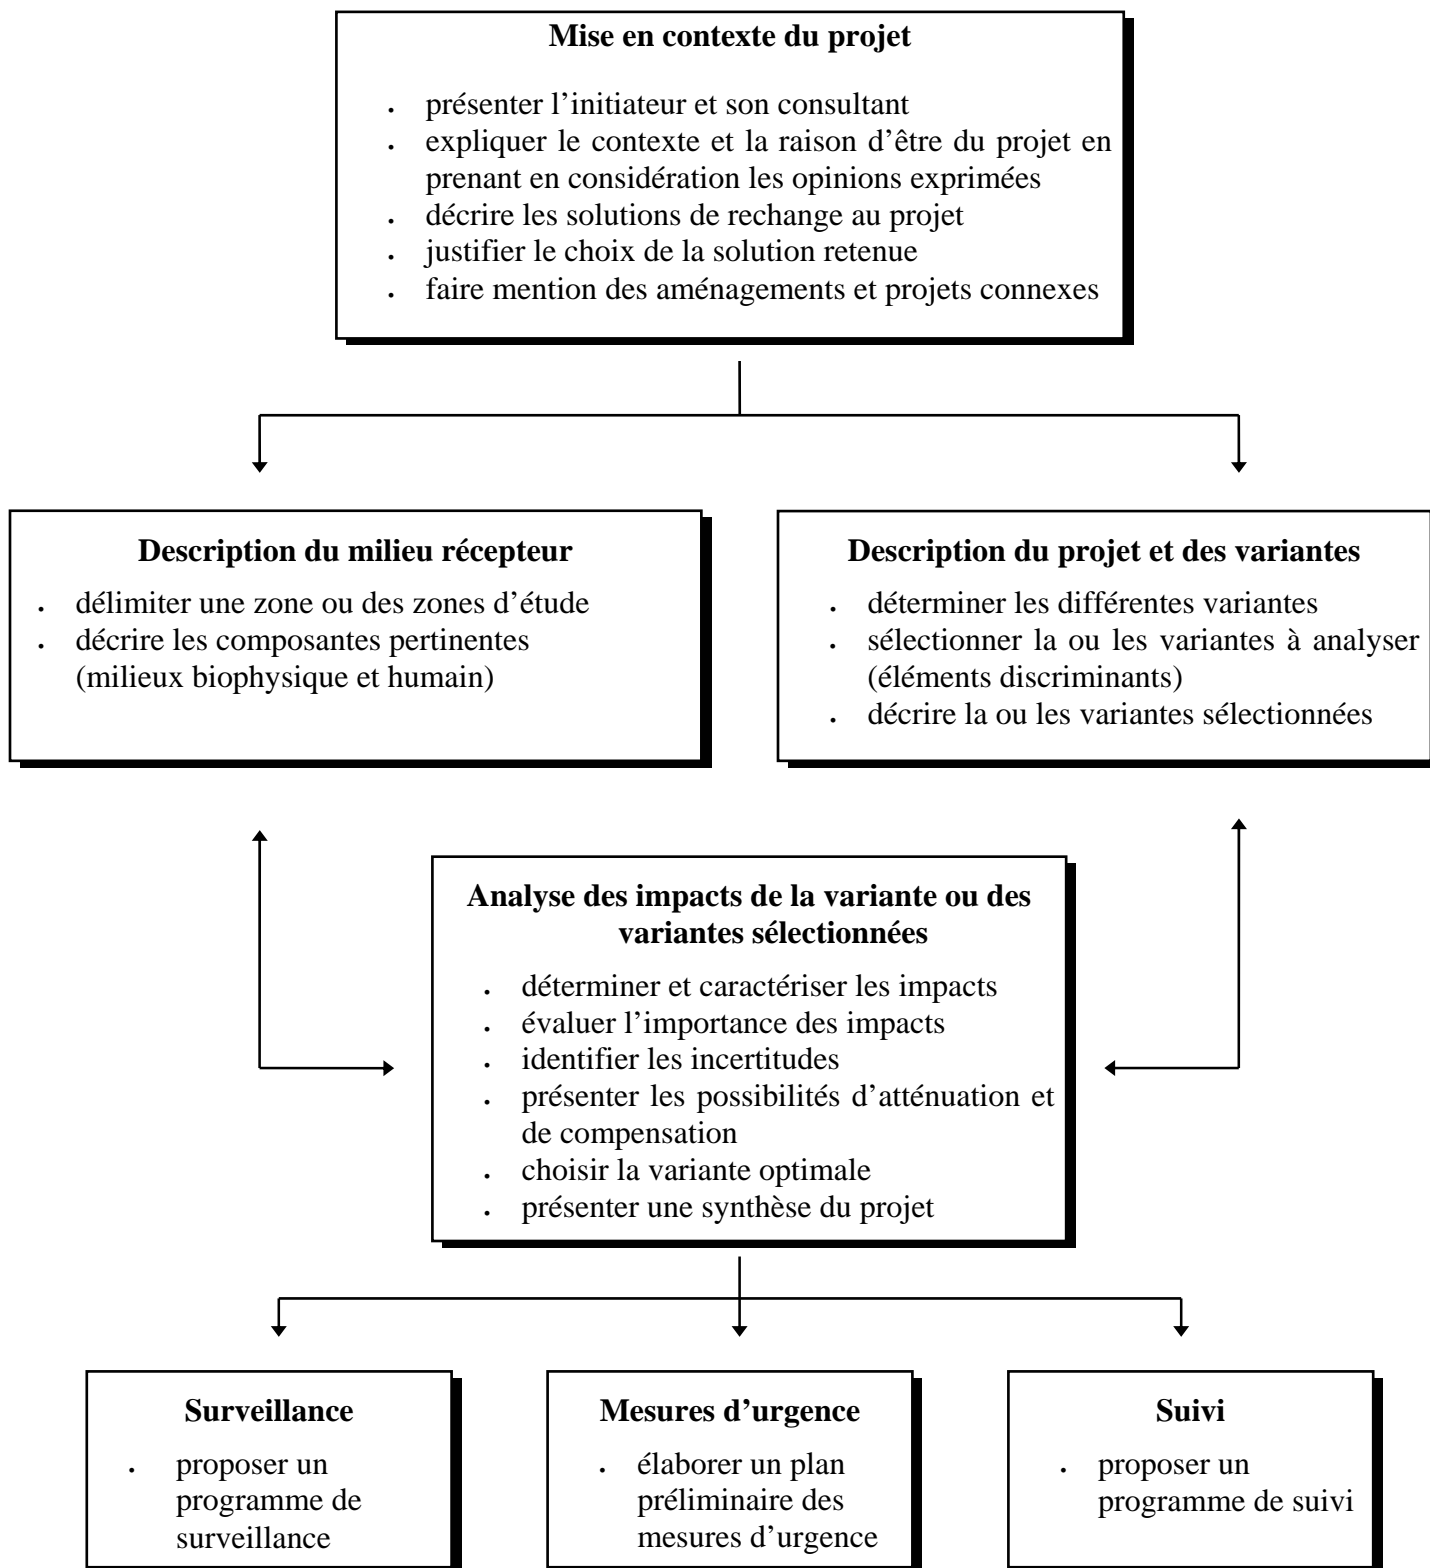 Mise en contexte du projet
. présenter l’initiateur et son consultant
. expliquer le contexte et la raison d’être du projet en
prenant en considération les opinions exprimées
. décrire les solutions de rechange au projet
. justifier le choix de la solution retenue
. faire mention des aménagements et projets connexes
Description du milieu récepteur
. délimiter une zone ou des zones d’étude
. décrire les composantes pertinentes
(milieux biophysique et humain)
Description du projet et des variantes
. déterminer les différentes variantes
. sélectionner la ou les variantes à analyser
(éléments discriminants)
. décrire la ou les variantes sélectionnées
Analyse des impacts de la variante ou des
variantes sélectionnées
. déterminer et caractériser les impacts
. évaluer l’importance des impacts
. identifier les incertitudes
. présenter les possibilités d’atténuation et
de compensation
. choisir la variante optimale
. présenter une synthèse du projet
Surveillance
. proposer un
programme de
surveillance
Mesures d’urgence
. élaborer un plan
préliminaire des
mesures d’urgence
Suivi
. proposer un
programme de suivi